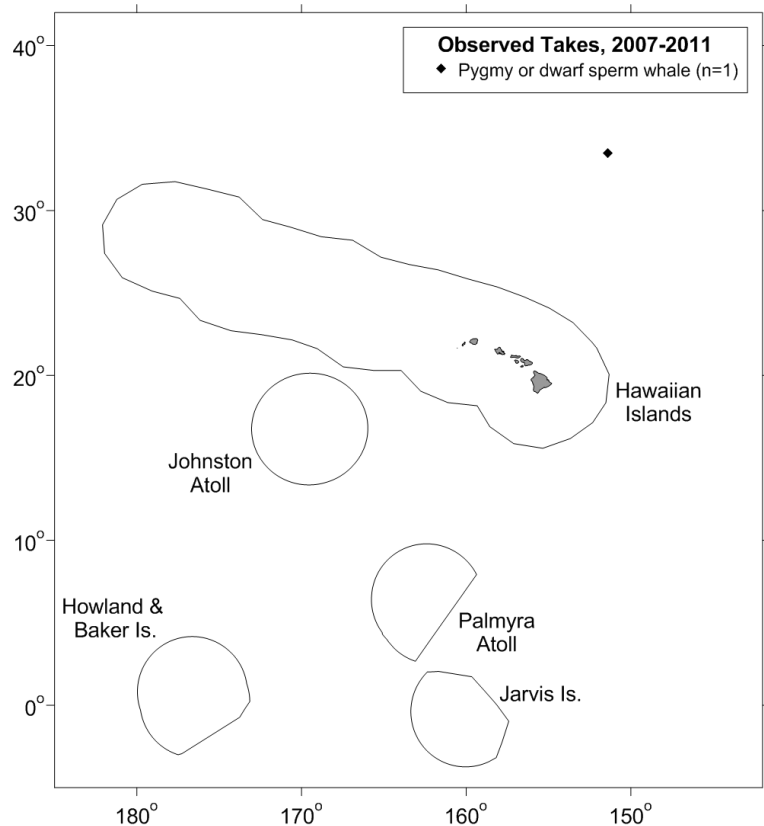 Observed Takes, 2007-2011
Pygmy or dwarf sperm whale (n=1)
40°
30°
20°
10°
0°
Hawaiian
Islands
Johnston
Atoll
Howland &
Baker Is.
Palmyra
Atoll
Jarvis Is.
180°
170°
160°
150°